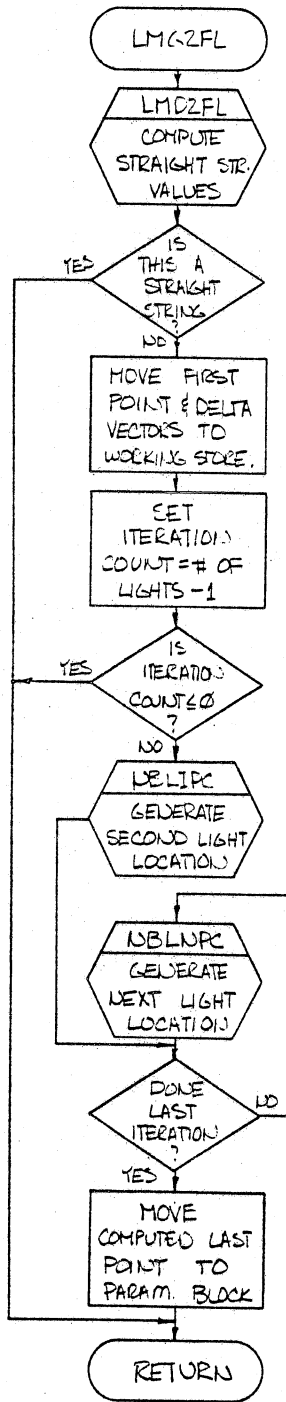 LMG2FL
LMD2FL
COMPUTE
STRAIGHT STR.
VALUES
IS
THIS A
STRAIGHT
STRING
?
YES
NO
MOVE FIRST
POINT & DELTA
VECTORS TO
WORKING STORE.
SET
ITERATION
COUNT = # OF
LIGHTS - 1
IS
ITERATION
COUNT ≤ Ø
?
YES
NO
NBLIPC
GENERATE
SECOND LIGHT
LOCATION
NBLNPC
GENERATE
NEXT LIGHT
LOCATION
DONE
LAST
ITERATION
?
NO
YES
MOVE
COMPUTED LAST
POINT TO
PARAM. BLOCK
RETURN